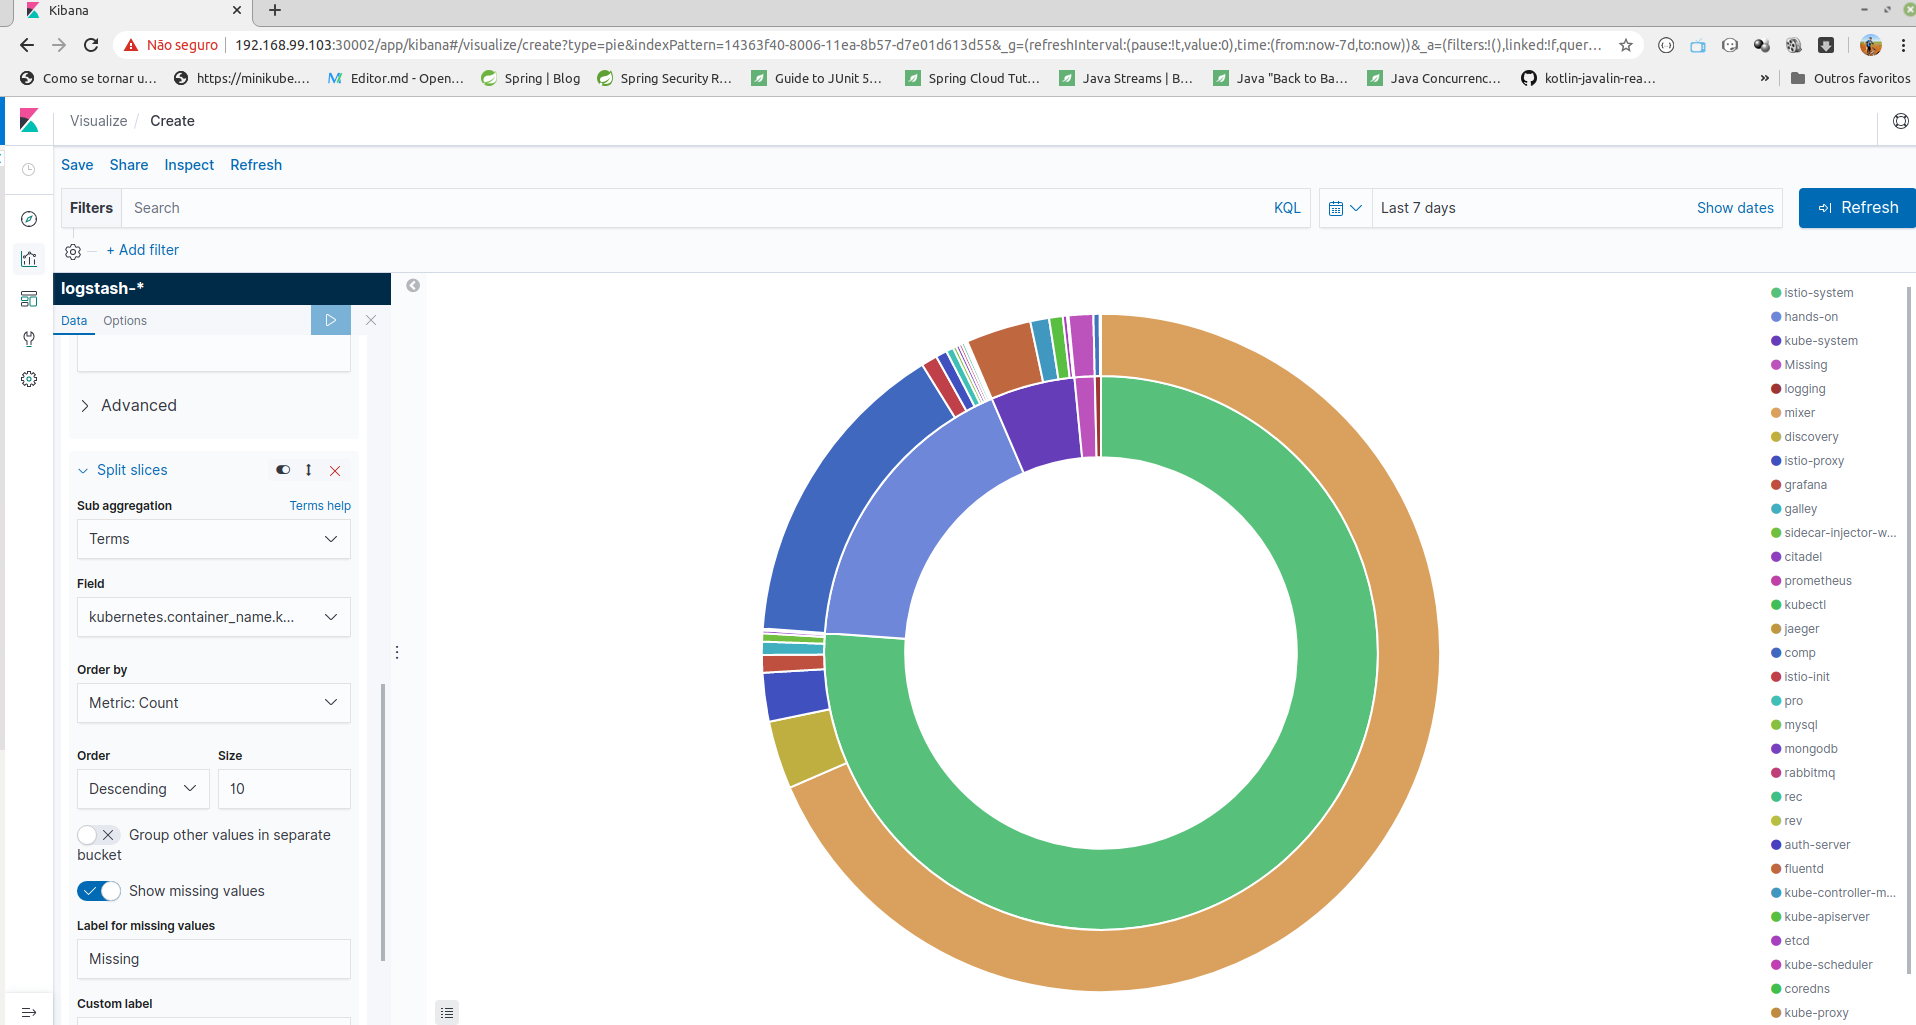 Kibana
Não seguro
192.168.99.103:30002/app/kibana#/visualize/create?type=pie&indexPattern=14363f40-8006-11ea-8b57-d7e01d613d55&_g=(refreshInterval:(pause:!t,value:0),time:(from:now-7d,to:now))&_a=(filters:!(),linked:!f,quer...
Como se tornar u...
https://minikube....
Editor.md - Open...
Spring | Blog
Spring Security R...
Guide to JUnit 5...
Spring Cloud Tut...
Java Streams | B...
Java "Back to Ba...
Java Concurrenc...
kotlin-javalin-rea...
»
Outros favoritos
Visualize / Create
Save Share Inspect Refresh
Filters Search KQL
Last 7 days Show dates
Refresh
+ Add filter
logstash-*
Data Options
Advanced
Split slices
Sub aggregation Terms help
Terms
Field
kubernetes.container_name.k...
Order by
Metric: Count
Order Size
Descending 10
Group other values in separate
bucket
Show missing values
Label for missing values
Missing
Custom label
istio-system
hands-on
kube-system
Missing
logging
mixer
discovery
istio-proxy
grafana
galley
sidecar-injector-w...
citadel
prometheus
kubectl
jaeger
comp
istio-init
pro
mysql
mongodb
rabbitmq
rec
rev
auth-server
fluentd
kube-controller-m...
kube-apiserver
etcd
kube-scheduler
coredns
kube-proxy